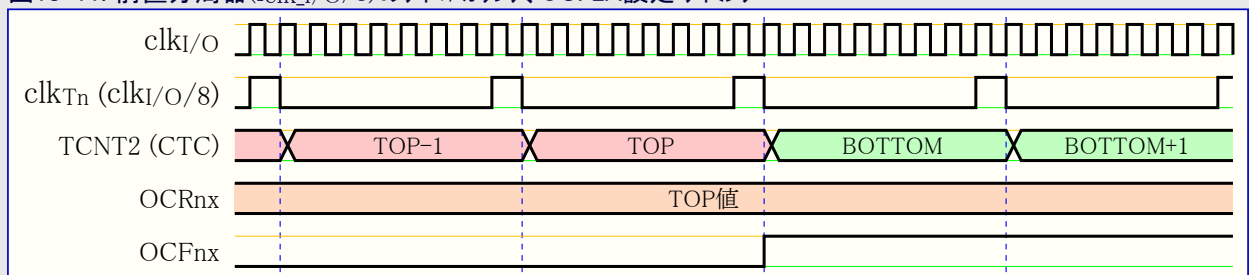 clkI/O
clkTn (clkI/O/8)
TCNT2 (CTC) TOP-1 TOP BOTTOM BOTTOM+1
OCRnx TOP値
OCFnx